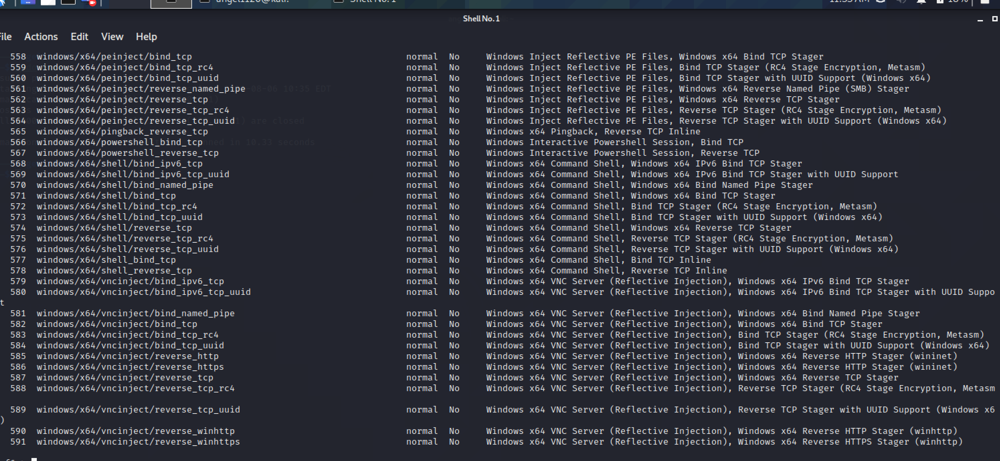 Shell No. 1
11:55 AM 18%
Shell No. 1
File Actions Edit View Help
558 windows/x64/peinject/bind_tcp normal No Windows Inject Reflective PE Files, Windows x64 Bind TCP Stager
559 windows/x64/peinject/bind_tcp_rc4 normal No Windows Inject Reflective PE Files, Bind TCP Stager (RC4 Stage Encryption, Metasm)
560 windows/x64/peinject/bind_tcp_uuid normal No Windows Inject Reflective PE Files, Bind TCP Stager with UUID Support (Windows x64)
561 windows/x64/peinject/reverse_named_pipe normal No Windows Inject Reflective PE Files, Windows x64 Reverse Named Pipe (SMB) Stager
-08-06 10:35 EDT
562 windows/x64/peinject/reverse_tcp normal No Windows Inject Reflective PE Files, Windows x64 Reverse TCP Stager
563 windows/x64/peinject/reverse_tcp_rc4 normal No Windows Inject Reflective PE Files, Reverse TCP Stager (RC4 Stage Encryption, Metasm)
564 windows/x64/peinject/reverse_tcp_uuid normal No Windows Inject Reflective PE Files, Reverse TCP Stager with UUID Support (Windows x64)
are closed
565 windows/x64/pingback_reverse_tcp normal No Windows x64 Pingback, Reverse TCP Inline
566 windows/x64/powershell_bind_tcp normal No Windows Interactive Powershell Session, Bind TCP
in 10.33 seconds
567 windows/x64/powershell_reverse_tcp normal No Windows Interactive Powershell Session, Reverse TCP
568 windows/x64/shell/bind_ipv6_tcp normal No Windows x64 Command Shell, Windows x64 IPv6 Bind TCP Stager
569 windows/x64/shell/bind_ipv6_tcp_uuid normal No Windows x64 Command Shell, Windows x64 IPv6 Bind TCP Stager with UUID Support
570 windows/x64/shell/bind_named_pipe normal No Windows x64 Command Shell, Windows x64 Bind Named Pipe Stager
571 windows/x64/shell/bind_tcp normal No Windows x64 Command Shell, Windows x64 Bind TCP Stager
572 windows/x64/shell/bind_tcp_rc4 normal No Windows x64 Command Shell, Bind TCP Stager (RC4 Stage Encryption, Metasm)
573 windows/x64/shell/bind_tcp_uuid normal No Windows x64 Command Shell, Bind TCP Stager with UUID Support (Windows x64)
574 windows/x64/shell/reverse_tcp normal No Windows x64 Command Shell, Windows x64 Reverse TCP Stager
575 windows/x64/shell/reverse_tcp_rc4 normal No Windows x64 Command Shell, Reverse TCP Stager (RC4 Stage Encryption, Metasm)
576 windows/x64/shell/reverse_tcp_uuid normal No Windows x64 Command Shell, Reverse TCP Stager with UUID Support (Windows x64)
577 windows/x64/shell_bind_tcp normal No Windows x64 Command Shell, Bind TCP Inline
578 windows/x64/shell_reverse_tcp normal No Windows x64 Command Shell, Reverse TCP Inline
579 windows/x64/vncinject/bind_ipv6_tcp normal No Windows x64 VNC Server (Reflective Injection), Windows x64 IPv6 Bind TCP Stager
580 windows/x64/vncinject/bind_ipv6_tcp_uuid normal No Windows x64 VNC Server (Reflective Injection), Windows x64 IPv6 Bind TCP Stager with UUID Suppo
t
581 windows/x64/vncinject/bind_named_pipe normal No Windows x64 VNC Server (Reflective Injection), Windows x64 Bind Named Pipe Stager
582 windows/x64/vncinject/bind_tcp normal No Windows x64 VNC Server (Reflective Injection), Windows x64 Bind TCP Stager
583 windows/x64/vncinject/bind_tcp_rc4 normal No Windows x64 VNC Server (Reflective Injection), Bind TCP Stager (RC4 Stage Encryption, Metasm)
584 windows/x64/vncinject/bind_tcp_uuid normal No Windows x64 VNC Server (Reflective Injection), Bind TCP Stager with UUID Support (Windows x64)
585 windows/x64/vncinject/reverse_http normal No Windows x64 VNC Server (Reflective Injection), Windows x64 Reverse HTTP Stager (wininet)
586 windows/x64/vncinject/reverse_https normal No Windows x64 VNC Server (Reflective Injection), Windows x64 Reverse HTTP Stager (wininet)
587 windows/x64/vncinject/reverse_tcp normal No Windows x64 VNC Server (Reflective Injection), Windows x64 Reverse TCP Stager
588 windows/x64/vncinject/reverse_tcp_rc4 normal No Windows x64 VNC Server (Reflective Injection), Reverse TCP Stager (RC4 Stage Encryption, Metasm
589 windows/x64/vncinject/reverse_tcp_uuid normal No Windows x64 VNC Server (Reflective Injection), Reverse TCP Stager with UUID Support (Windows x6
)
590 windows/x64/vncinject/reverse_winhttp normal No Windows x64 VNC Server (Reflective Injection), Windows x64 Reverse HTTP Stager (winhttp)
591 windows/x64/vncinject/reverse_winhttps normal No Windows x64 VNC Server (Reflective Injection), Windows x64 Reverse HTTPS Stager (winhttp)